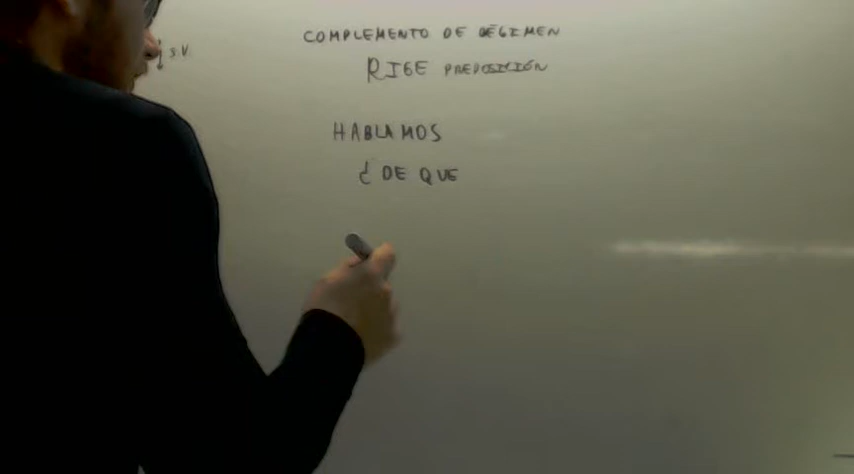 S.V.
COMPLEMENTO DE RÉGIMEN
RIGE PREPOSICIÓN
HABLAMOS
¿DE QUE